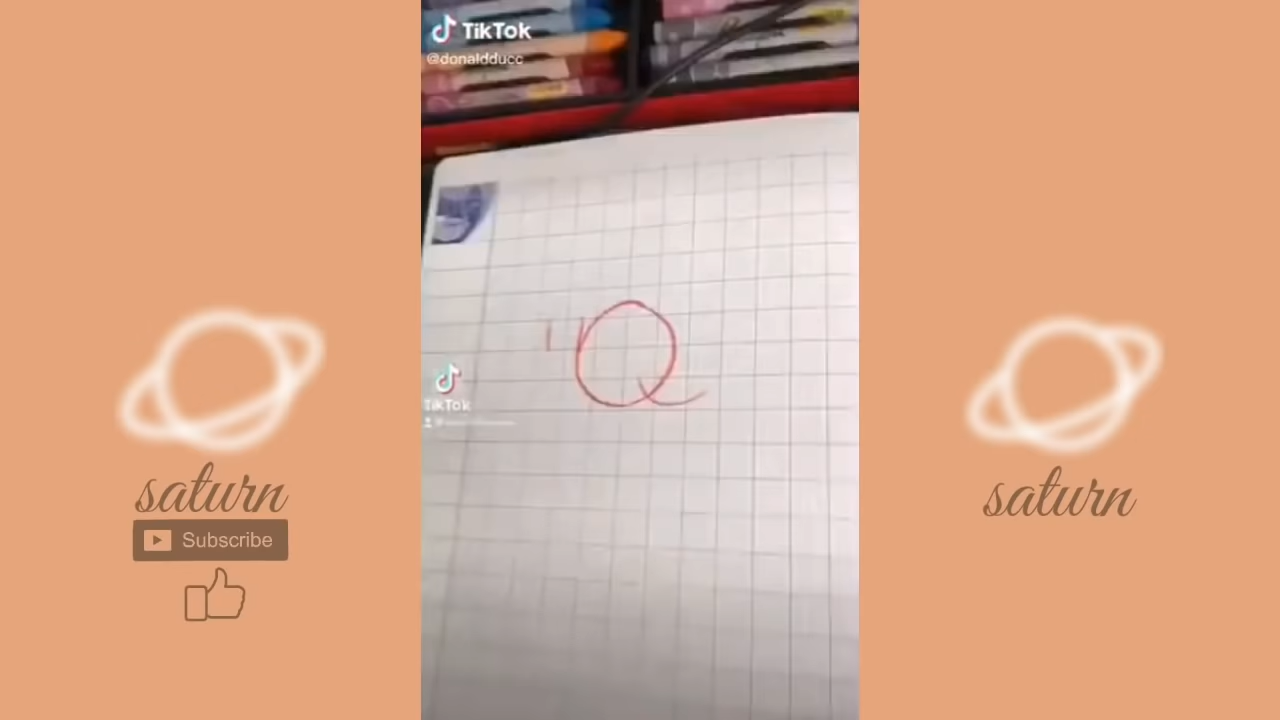 TikTok
@donaldducc
"Q
TikTok
saturn
Subscribe
saturn